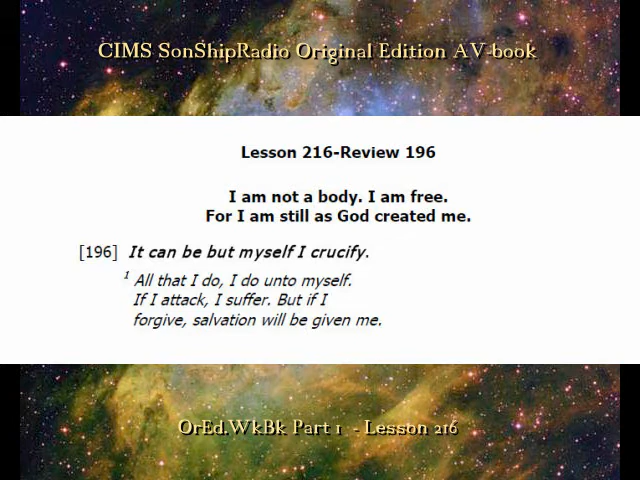 CIMS SonShipRadio Original Edition AV-book
Lesson 216-Review 196
I am not a body. I am free.
For I am still as God created me.
[196] It can be but myself I crucify.
1 All that I do, I do unto myself.
If I attack, I suffer. But if I
forgive, salvation will be given me.
OrEd.WkBk Part 1 - Lesson 216